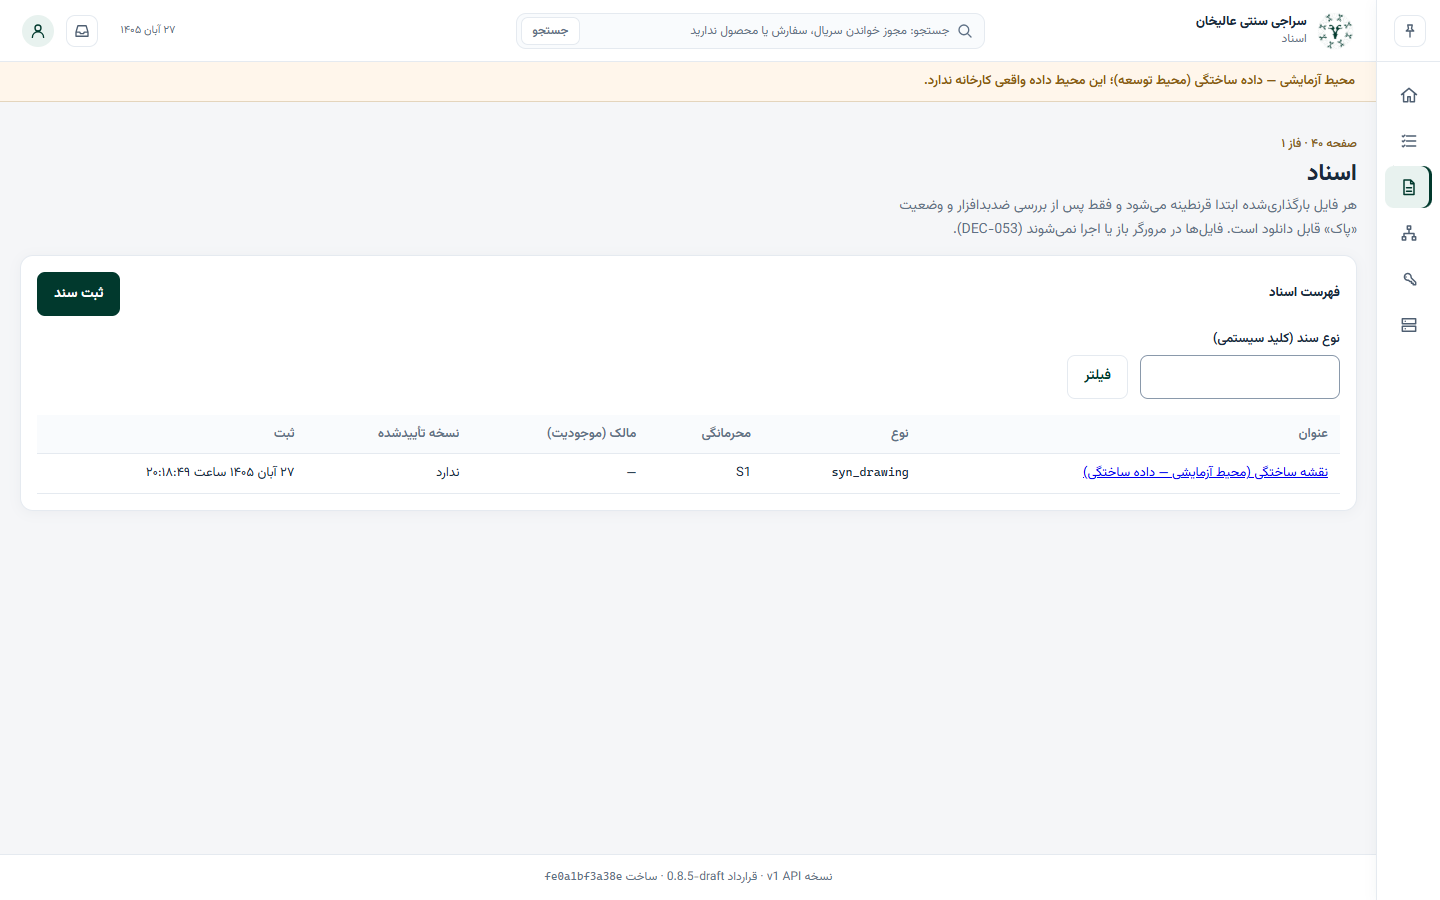 سراجی سنتی عالیخان
اسناد
جستجو: مجوز خواندن سریال، سفارش یا محصول ندارید
جستجو
۲۷ آبان ۱۴۰۵
محیط آزمایشی — داده ساختگی (محیط توسعه)؛ این محیط داده واقعی کارخانه ندارد.
صفحه ۴۰ · فاز ۱
اسناد
هر فایل بارگذاری‌شده ابتدا قرنطینه می‌شود و فقط پس از بررسی ضدبدافزار و وضعیت
«پاک» قابل دانلود است. فایل‌ها در مرورگر باز یا اجرا نمی‌شوند (DEC-053).
فهرست اسناد
ثبت سند
نوع سند (کلید سیستمی)
فیلتر
عنوان نوع محرمانگی مالک (موجودیت) نسخه تأییدشده ثبت
نقشه ساختگی (محیط آزمایشی — داده ساختگی) syn_drawing S1 — ندارد ۲۷ آبان ۱۴۰۵ ساعت ۲۰:۱۸:۴۹
نسخه v1 API · قرارداد 0.8.5-draft · ساخت fe0a1bf3a38e